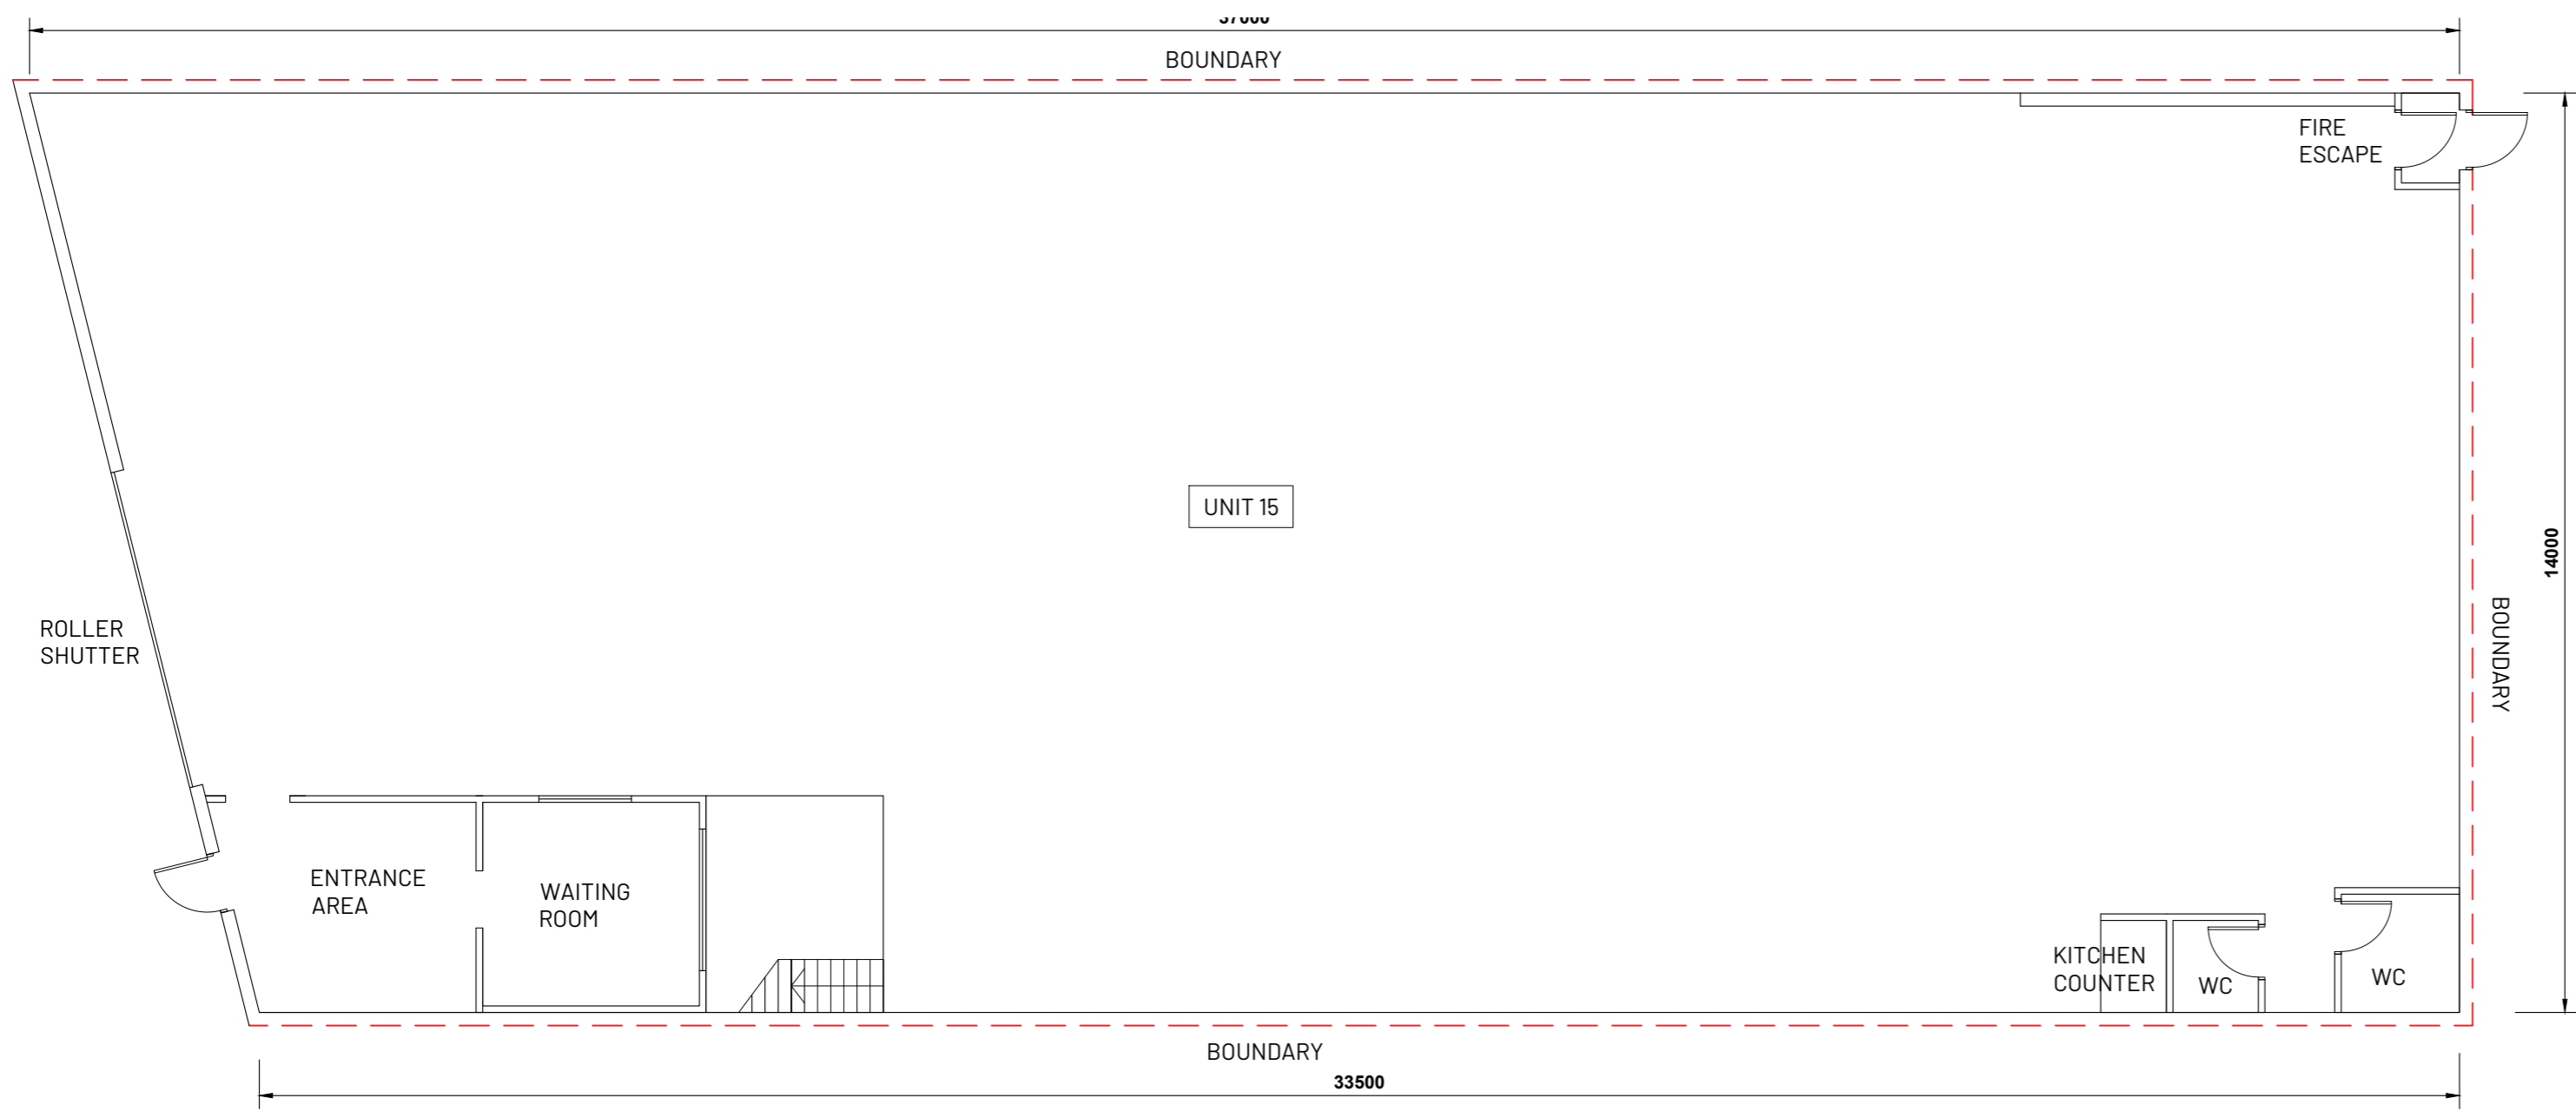 37000
BOUNDARY
FIRE
ESCAPE
UNIT 15
14000
ROLLER
SHUTTER
BOUNDARY
ENTRANCE
AREA
WAITING
ROOM
KITCHEN
COUNTER
WC
WC
BOUNDARY
33500